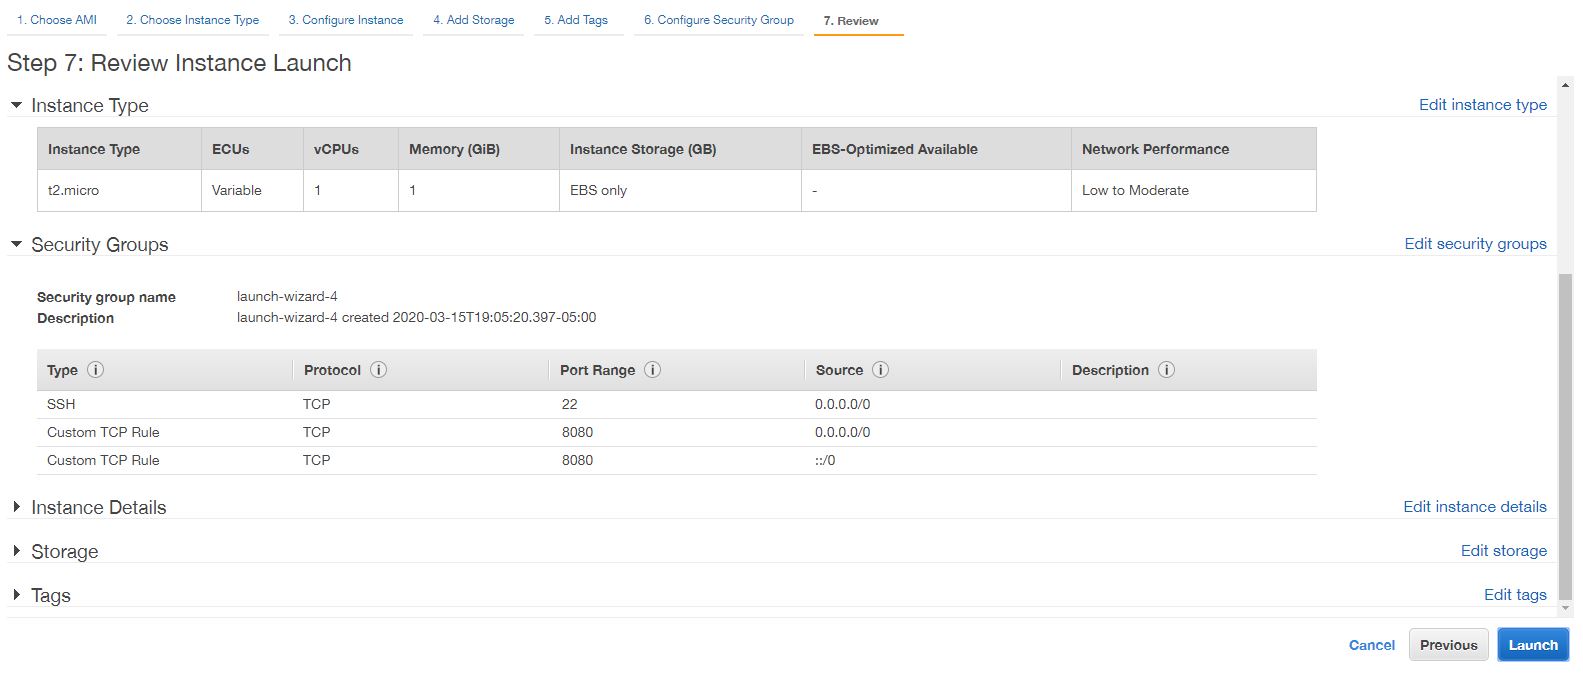 1. Choose AMI 2. Choose Instance Type 3. Configure Instance 4. Add Storage 5. Add Tags 6. Configure Security Group 7. Review
Step 7: Review Instance Launch
Instance Type Edit instance type
Instance Type ECUs vCPUs Memory (GiB) Instance Storage (GB) EBS-Optimized Available Network Performance
t2.micro Variable 1 1 EBS only - Low to Moderate
Security Groups Edit security groups
Security group name launch-wizard-4
Description launch-wizard-4 created 2020-03-15T19:05:20.397-05:00
Type i Protocol i Port Range i Source i Description i
SSH TCP 22 0.0.0.0/0
Custom TCP Rule TCP 8080 0.0.0.0/0
Custom TCP Rule TCP 8080 ::/0
Instance Details Edit instance details
Storage Edit storage
Tags Edit tags
Cancel Previous Launch